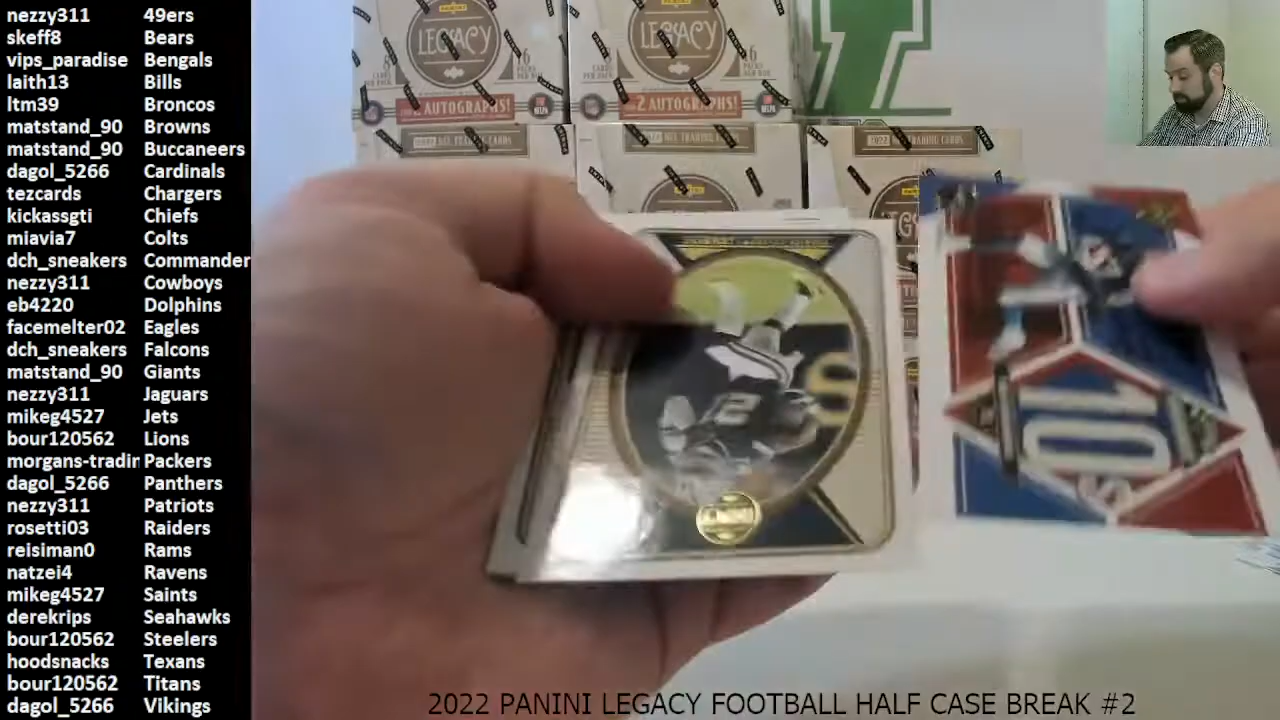 nezzy311 49ers
skeff8 Bears
vips_paradise Bengals
laith13 Bills
ltm39 Broncos
matstand_90 Browns
matstand_90 Buccaneers
dagol_5266 Cardinals
tezcards Chargers
kickassgti Chiefs
miavia7 Colts
dch_sneakers Commander
nezzy311 Cowboys
eb4220 Dolphins
facemelter02 Eagles
dch_sneakers Falcons
matstand_90 Giants
nezzy311 Jaguars
mikeg4527 Jets
bour120562 Lions
morgans-tradin Packers
dagol_5266 Panthers
nezzy311 Patriots
rosetti03 Raiders
reisiman0 Rams
natzei4 Ravens
mikeg4527 Saints
derekrips Seahawks
bour120562 Steelers
hoodsnacks Texans
bour120562 Titans
dagol_5266 Vikings
LEGACY
2 AUTOGRAPHS!
LEGACY
2 AUTOGRAPHS!
2022
12
S
10
2022 PANINI LEGACY FOOTBALL HALF CASE BREAK #2